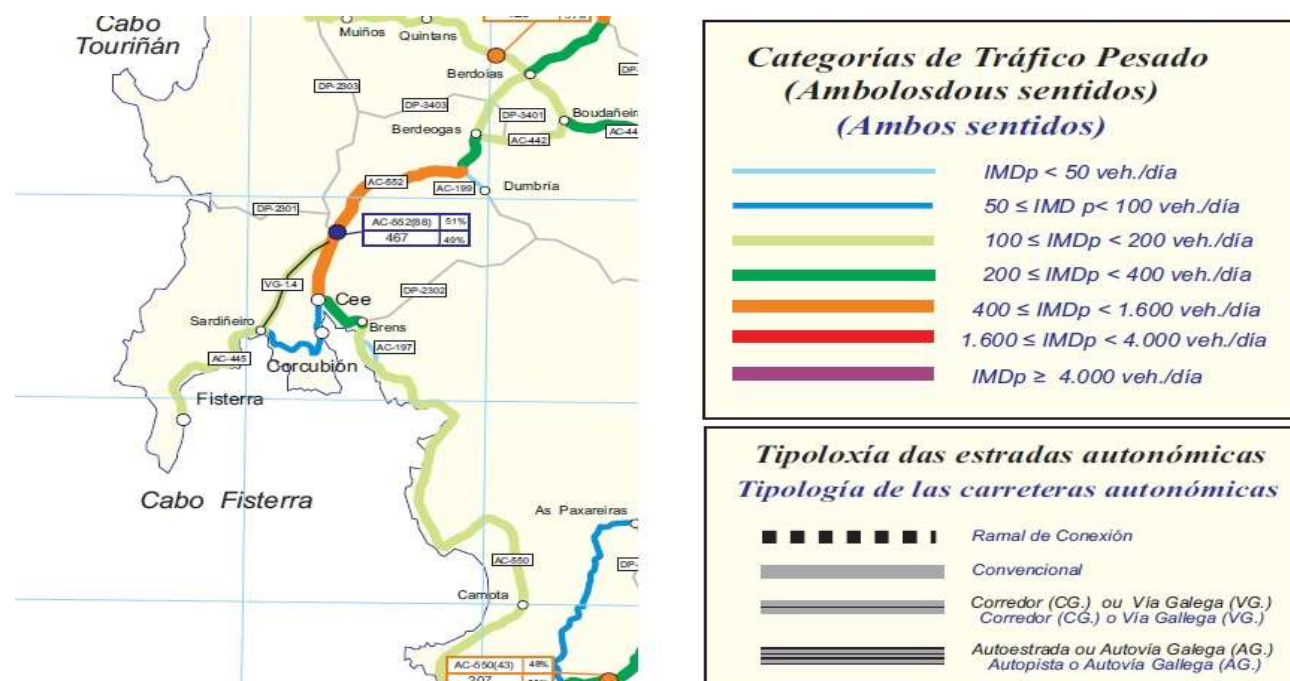 Cabo
Touriñán
Muiños
Quintans
Berdoias
DP-2303
DP-3403
DP-3401
Boudañeira
Berdeogas
AC-442
AC-552
AC-199
Dumbría
DP-2301
AC-552(88) 51%
467 49%
VG-1.4
Cee
DP-2302
Sardiñeiro
Brens
AC-197
AC-445
Corcubión
Fisterra
Cabo Fisterra
As Paxareiras
AC-550
Carnota
AC-550(43) 48%
Categorías de Tráfico Pesado
(Ambolosdous sentidos)
(Ambos sentidos)
IMDp < 50 veh./día
50 ≤ IMD p< 100 veh./día
100 ≤ IMDp < 200 veh./día
200 ≤ IMDp < 400 veh./día
400 ≤ IMDp < 1.600 veh./día
1.600 ≤ IMDp < 4.000 veh./día
IMDp ≥ 4.000 veh./día
Tipoloxía das estradas autonómicas
Tipología de las carreteras autonómicas
Ramal de Conexión
Convencional
Corredor (CG.) ou Vía Galega (VG.)
Corredor (CG.) o Vía Gallega (VG.)
Autoestrada ou Autovía Galega (AG.)
Autopista o Autovía Gallega (AG.)